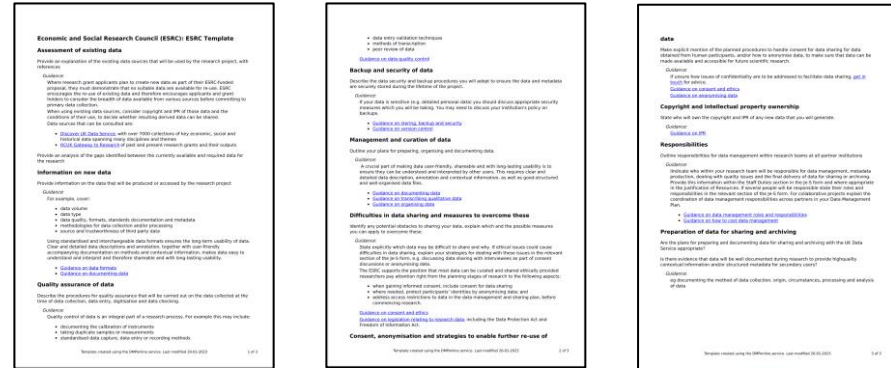 Economic and Social Research Council (ESRC): ESRC Template
Assessment of existing data
Provide an explanation of the existing data sources that will be used by the research project, with
references
Guidance:
Where research grant applicants plan to create new data as part of their ESRC-funded
proposal, they must demonstrate that no suitable data are available for re-use. ESRC
encourages the re-use of existing data and therefore encourages applicants and grant
holders to consider the breadth of data available from various sources before committing to
primary data collection.
When using existing data sources, consider copyright and IPR of these data and the
conditions of their use, to decide whether resulting derived data can be shared.
Data sources that can be consulted are:
• Discover UK Data Service, with over 7000 collections of key economic, social and
historical data spanning many disciplines and themes
• RCUK Gateway to Research of past and present research grants and their outputs
Provide an analysis of the gaps identified between the currently available and required data for
the research
Information on new data
Provide information on the data that will be produced or accessed by the research project
Guidance:
For example, cover:
• data volume
• data type
• data quality, formats, standards documentation and metadata
• methodologies for data collection and/or processing
• source and trustworthiness of third party data
Using standardised and interchangeable data formats ensures the long-term usability of data.
Clear and detailed data descriptions and annotation, together with user-friendly
accompanying documentation on methods and contextual information, makes data easy to
understand and interpret and therefore shareable and with long-lasting usability.
• Guidance on data formats
• Guidance on documenting data
Quality assurance of data
Describe the procedures for quality assurance that will be carried out on the data collected at the
time of data collection, data entry, digitisation and data checking.
Guidance:
Quality control of data is an integral part of a research process. For example this may include:
• documenting the calibration of instruments
• taking duplicate samples or measurements
• standardised data capture, data entry or recording methods
Template created using the DMPonline service. Last modified 26-01-2023
1 of 3
• data entry validation techniques
• methods of transcription
• peer review of data
Guidance on data quality control
Backup and security of data
Describe the data security and backup procedures you will adopt to ensure the data and metadata
are securely stored during the lifetime of the project.
Guidance:
If your data is sensitive (e.g. detailed personal data) you should discuss appropriate security
measures which you will be taking. You may need to discuss your institution's policy on
backups.
• Guidance on storing, backup and security
• Guidance on version control
Management and curation of data
Outline your plans for preparing, organising and documenting data.
Guidance:
A crucial part of making data user-friendly, shareable and with long-lasting usability is to
ensure they can be understood and interpreted by other users. This requires clear and
detailed data description, annotation and contextual information, as well as good structured
and well-organised data files.
• Guidance on documenting data
• Guidance on transcribing qualitative data
• Guidance on organising data
Difficulties in data sharing and measures to overcome these
Identify any potential obstacles to sharing your data, explain which and the possible measures
you can apply to overcome these.
Guidance:
State explicitly which data may be difficult to share and why. If ethical issues could cause
difficulties in data sharing, explain your strategies for dealing with these issues in the relevant
section of the Je-S form, e.g. discussing data sharing with interviewees as part of consent
discussions or anonymising data.
The ESRC supports the position that most data can be curated and shared ethically provided
researchers pay attention right from the planning stages of research to the following aspects:
• when gaining informed consent, include consent for data sharing
• where needed, protect participants' identities by anonymising data; and
• address access restrictions to data in the data management and sharing plan, before
commencing research.
Guidance on consent and ethics
Guidance on legislation relating to research data including the Data Protection Act and
Freedom of Information Act.
Consent, anonymisation and strategies to enable further re-use of
Template created using the DMPonline service. Last modified 26-01-2023
2 of 3
data
Make explicit mention of the planned procedures to handle consent for data sharing for data
obtained from human participants, and/or how to anonymise data, to make sure that data can be
made available and accessible for future scientific research.
Guidance:
If ensure how issues of confidentiality are to be addressed to facilitate data sharing, get in
touch for advice.
Guidance on consent and ethics
Guidance on anonymising data
Copyright and intellectual property ownership
State who will own the copyright and IPR of any new data that you will generate.
Guidance:
Guidance on IPR
Responsibilities
Outline responsibilities for data management within research teams at all partner institutions
Guidance:
Indicate who within your research team will be responsible for data management, metadata
production, dealing with quality issues and the final delivery of data for sharing or archiving.
Provide this information within the Staff Duties section in the Je-S form and where appropriate
in the Justification of Resources. If several people will be responsible state their roles and
responsibilities in the relevant section of the Je-S form. For collaborative projects explain the
coordination of data management responsibilities across partners in your Data Management
Plan.
• Guidance on data management roles and responsibilities
• Guidance on how to cost data management
Preparation of data for sharing and archiving
Are the plans for preparing and documenting data for sharing and archiving with the UK Data
Service appropriate?
Is there evidence that data will be well documented during research to provide highquality
contextual information and/or structured metadata for secondary users?
Guidance:
eg documenting the method of data collection, origin, circumstances, processing and analysis
of data
Template created using the DMPonline service. Last modified 26-01-2023
3 of 3